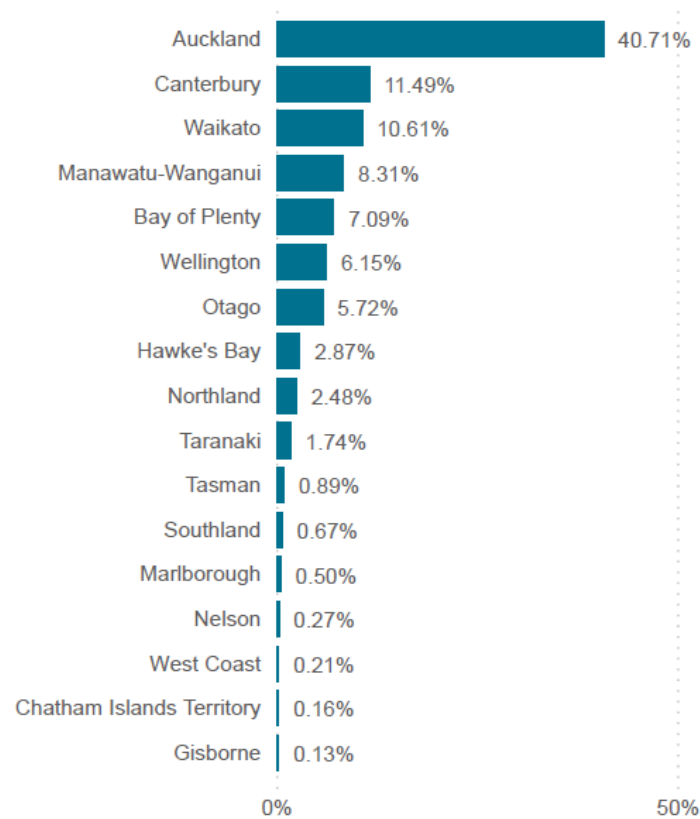 Auckland 40.71%
Canterbury 11.49%
Waikato 10.61%
Manawatu-Wanganui 8.31%
Bay of Plenty 7.09%
Wellington 6.15%
Otago 5.72%
Hawke's Bay 2.87%
Northland 2.48%
Taranaki 1.74%
Tasman 0.89%
Southland 0.67%
Marlborough 0.50%
Nelson 0.27%
West Coast 0.21%
Chatham Islands Territory 0.16%
Gisborne 0.13%
0% 50%